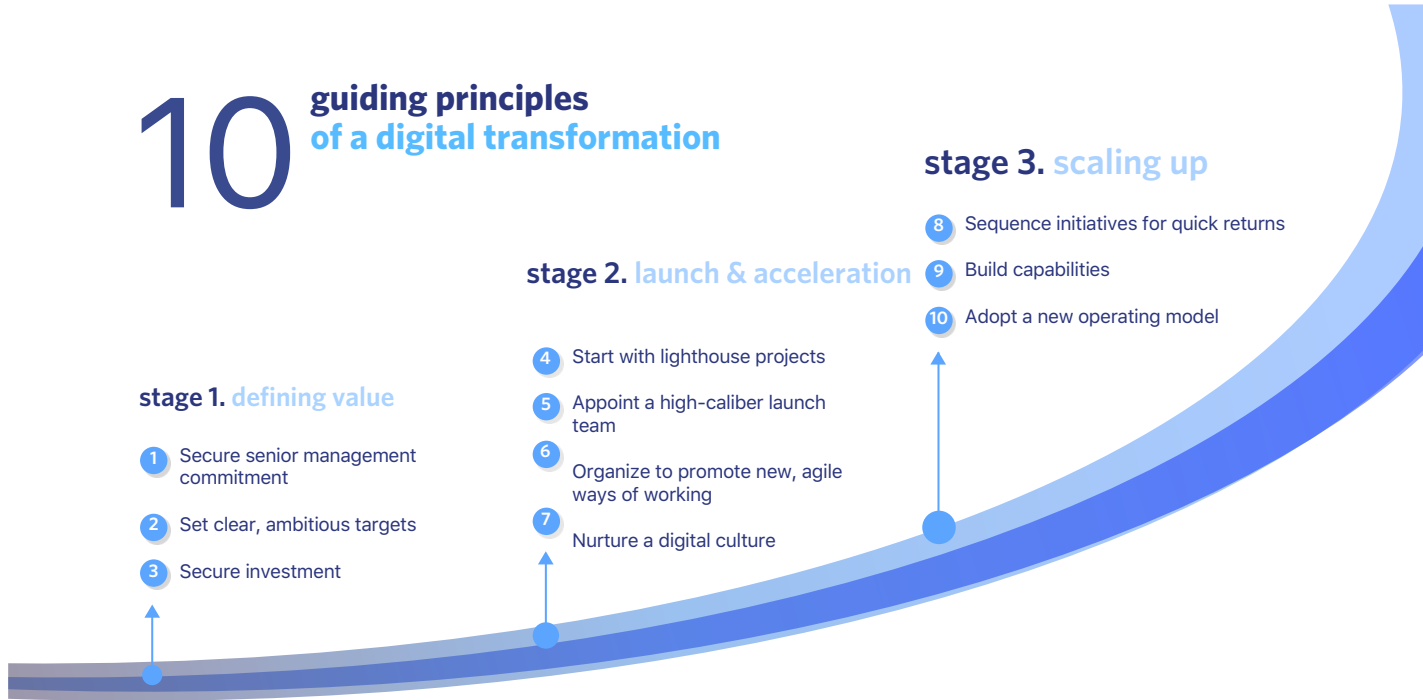 10
guiding principles
of a digital transformation
stage 1. defining value
1 Secure senior management
commitment
2 Set clear, ambitious targets
3 Secure investment
stage 2. launch & acceleration
4 Start with lighthouse projects
5 Appoint a high-caliber launch
team
6 Organize to promote new, agile
ways of working
7 Nurture a digital culture
stage 3. scaling up
8 Sequence initiatives for quick returns
9 Build capabilities
10 Adopt a new operating model